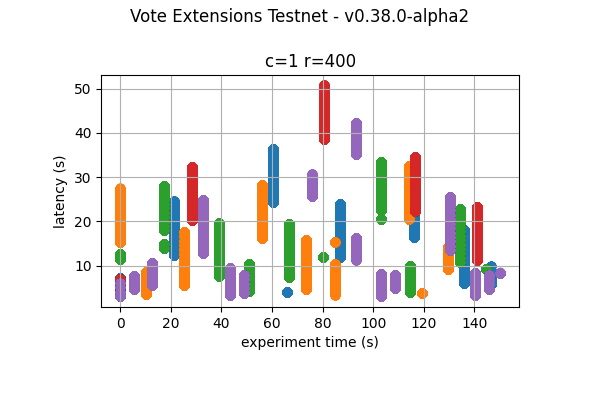 Vote Extensions Testnet - v0.38.0-alpha2
c=1 r=400
50
40
30
20
10
latency (s)
0 20 40 60 80 100 120 140
experiment time (s)